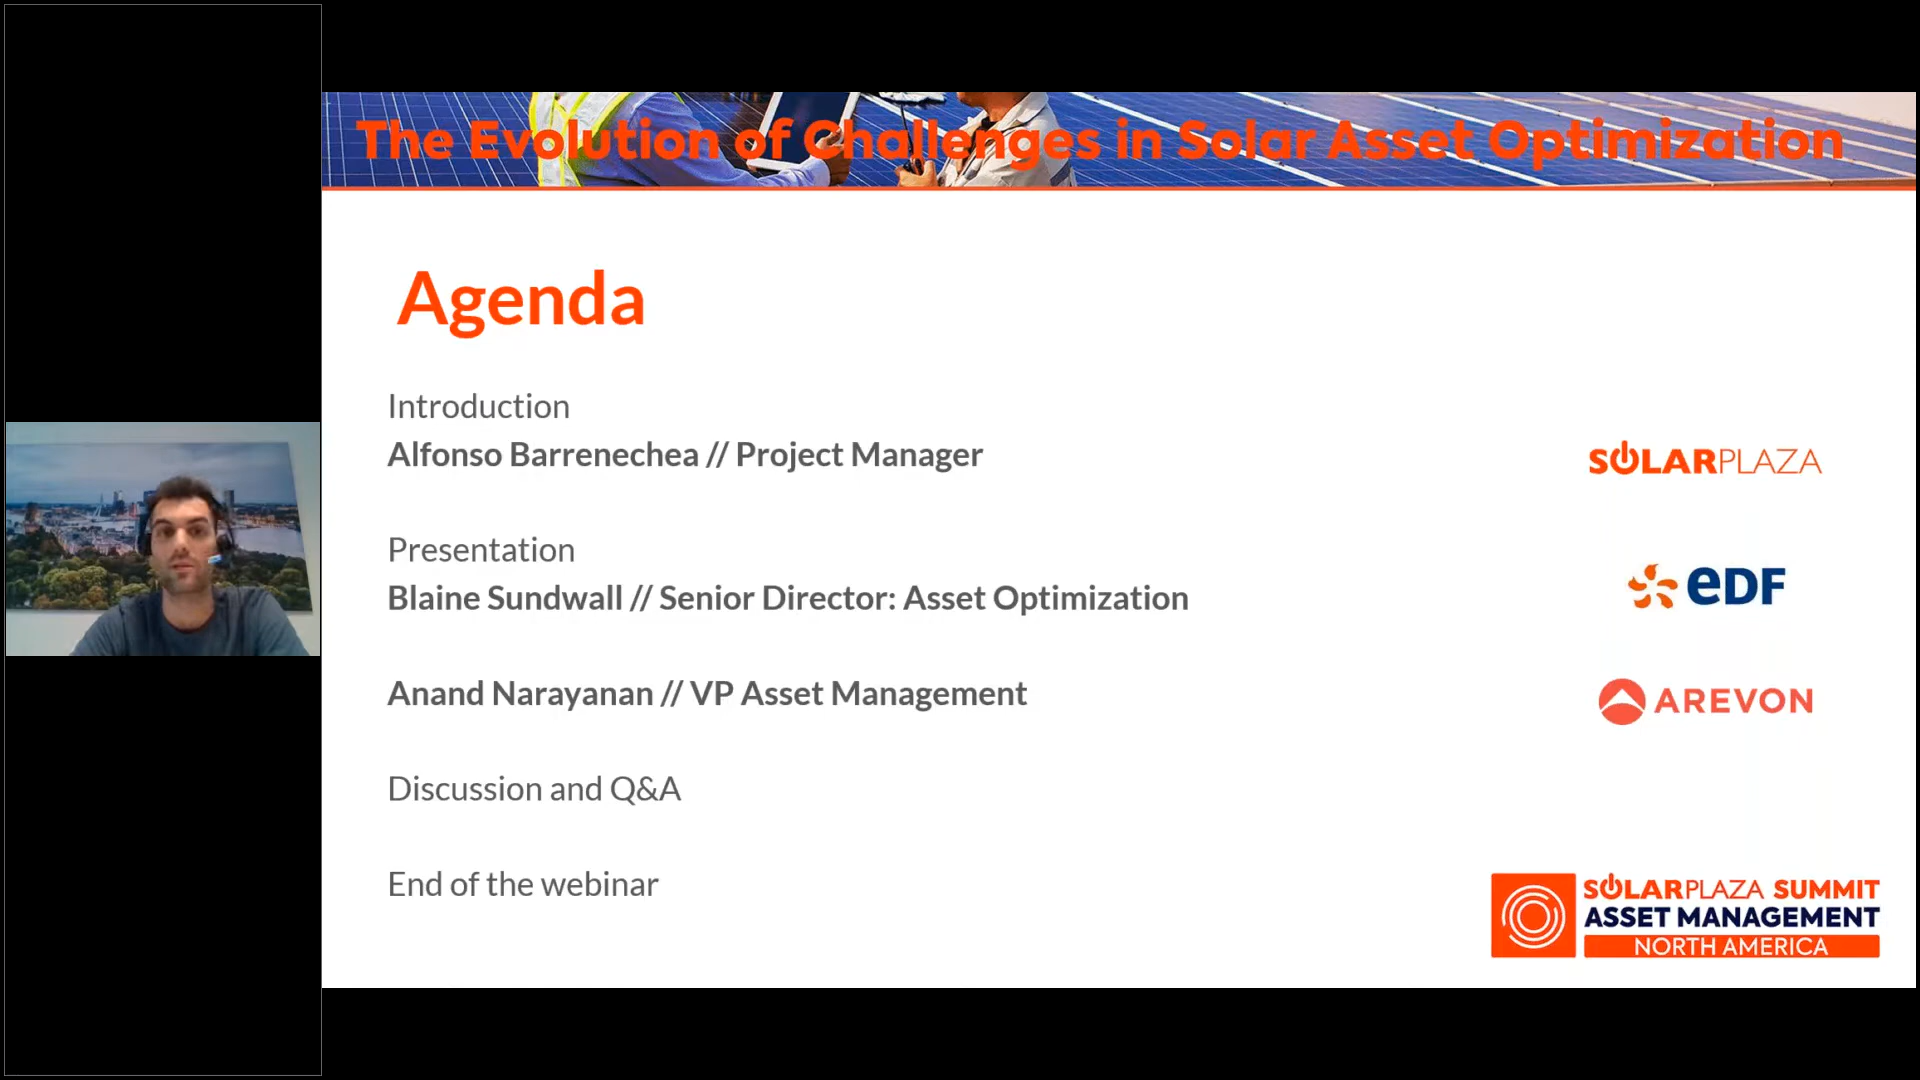 The Evolution of Challenges in Solar Asset Optimization
Agenda
Introduction
Alfonso Barrenechea // Project Manager
SOLARPLAZA
Presentation
Blaine Sundwall // Senior Director: Asset Optimization
eDF
Anand Narayanan // VP Asset Management
AREVON
Discussion and Q&A
End of the webinar
SOLARPLAZA SUMMIT
ASSET MANAGEMENT
NORTH AMERICA